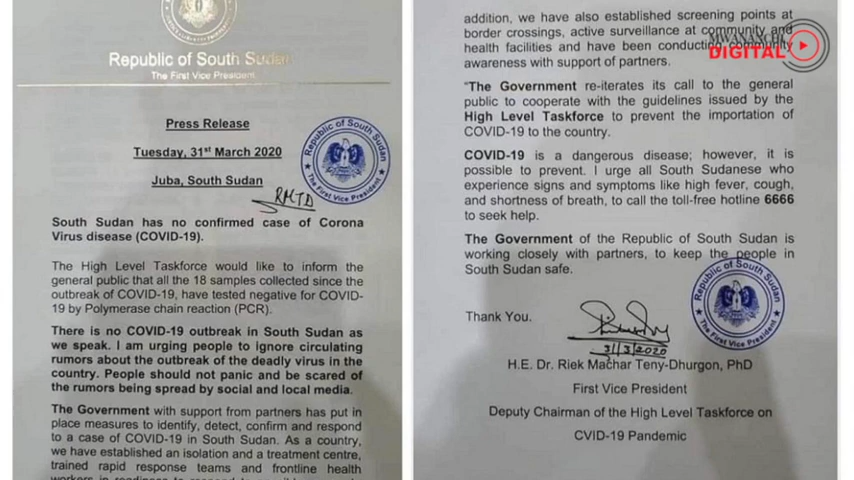 Republic of South Sudan
The First Vice President
Press Release
Tuesday, 31st March 2020
Juba, South Sudan
Republic of South Sudan
The First Vice President
RMTD
South Sudan has no confirmed case of Corona
Virus disease (COVID-19).
The High Level Taskforce would like to inform the
general public that all the 18 samples collected since the
outbreak of COVID-19, have tested negative for COVID-
19 by Polymerase chain reaction (PCR).
There is no COVID-19 outbreak in South Sudan as
we speak. I am urging people to ignore circulating
rumors about the outbreak of the deadly virus in the
country. People should not panic and be scared of
the rumors being spread by social and local media.
The Government with support from partners has put in
place measures to identify, detect, confirm and respond
to a case of COVID-19 in South Sudan. As a country,
we have established an isolation and a treatment centre,
trained rapid response teams and frontline health
workers in readiness to respond to
addition, we have also established screening points at
border crossings, active surveillance at community and
health facilities and have been conducting community
awareness with support of partners.
MWANANCHI
DIGITAL
"The Government re-iterates its call to the general
public to cooperate with the guidelines issued by the
High Level Taskforce to prevent the importation of
COVID-19 to the country.
COVID-19 is a dangerous disease; however, it is
possible to prevent. I urge all South Sudanese who
experience signs and symptoms like high fever, cough,
and shortness of breath, to call the toll-free hotline 6666
to seek help.
The Government of the Republic of South Sudan is
working closely with partners, to keep the people in
South Sudan safe.
Republic of South Sudan
The First Vice President
Thank You.
31/3/2020
H.E. Dr. Riek Machar Teny-Dhurgon, PhD
First Vice President
Deputy Chairman of the High Level Taskforce on
CVID-19 Pandemic